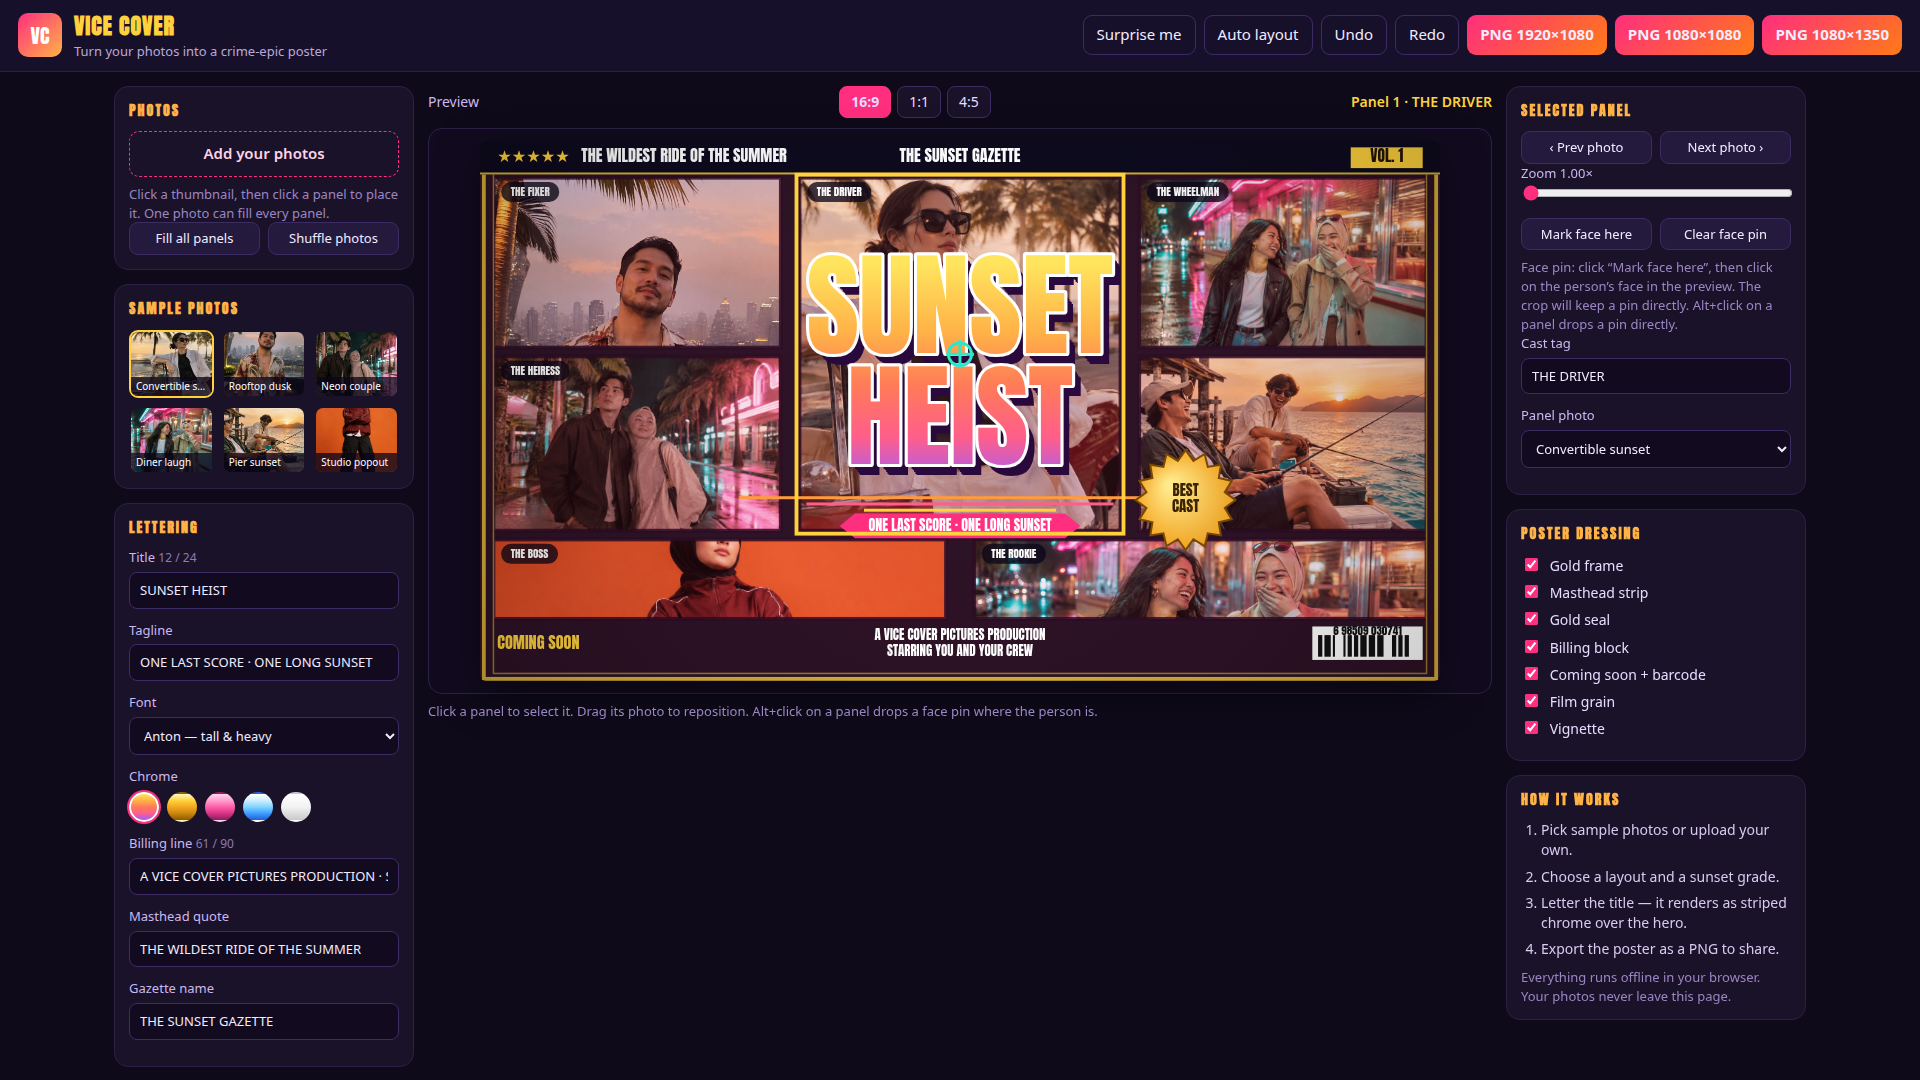 VC
VICE COVER
Turn your photos into a crime-epic poster
Surprise me
Auto layout
Undo
Redo
PNG 1920×1080
PNG 1080×1080
PNG 1080×1350
PHOTOS
Add your photos
Click a thumbnail, then click a panel to place
it. One photo can fill every panel.
Fill all panels
Shuffle photos
SAMPLE PHOTOS
Convertible s...
Rooftop dusk
Neon couple
Diner laugh
Pier sunset
Studio popout
LETTERING
Title 12 / 24
SUNSET HEIST
Tagline
ONE LAST SCORE · ONE LONG SUNSET
Font
Anton — tall & heavy
Chrome
Billing line 61 / 90
A VICE COVER PICTURES PRODUCTION ·
Masthead quote
THE WILDEST RIDE OF THE SUMMER
Gazette name
THE SUNSET GAZETTE
Preview
16:9
1:1
4:5
Panel 1 · THE DRIVER
★★★★★ THE WILDEST RIDE OF THE SUMMER
THE SUNSET GAZETTE
VOL. 1
THE FIXER
THE DRIVER
THE WHEELMAN
SUNSET
HEIST
THE HEIRESS
BEST
CAST
ONE LAST SCORE · ONE LONG SUNSET
THE BOSS
THE ROOKIE
COMING SOON
A VICE COVER PICTURES PRODUCTION
STARRING YOU AND YOUR CREW
6 98509 030741
Click a panel to select it. Drag its photo to reposition. Alt+click on a panel drops a face pin where the person is.
SELECTED PANEL
‹ Prev photo
Next photo ›
Zoom 1.00×
Mark face here
Clear face pin
Face pin: click “Mark face here”, then click
on the person’s face in the preview. The
crop will keep a pin directly. Alt+click on a
panel drops a pin directly.
Cast tag
THE DRIVER
Panel photo
Convertible sunset
POSTER DRESSING
Gold frame
Masthead strip
Gold seal
Billing block
Coming soon + barcode
Film grain
Vignette
HOW IT WORKS
1. Pick sample photos or upload your
own.
2. Choose a layout and a sunset grade.
3. Letter the title — it renders as striped
chrome over the hero.
4. Export the poster as a PNG to share.
Everything runs offline in your browser.
Your photos never leave this page.